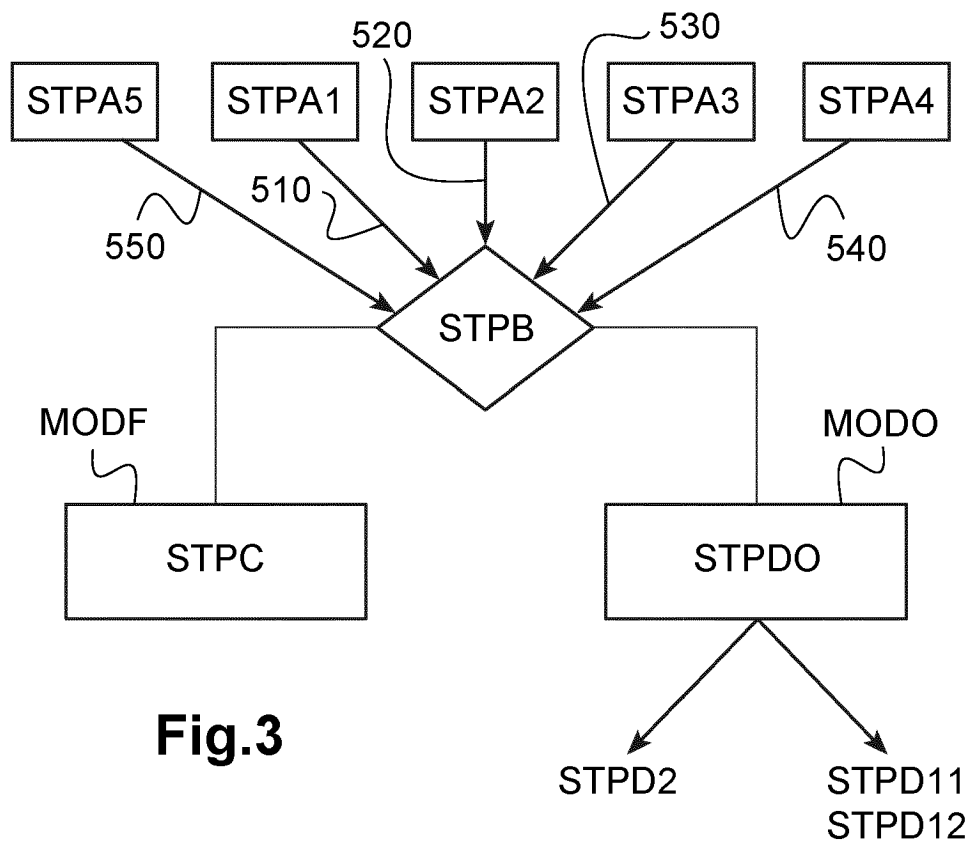 520
530
STPA5
STPA1
STPA2
STPA3
STPA4
550
510
540
STPB
MODF
MODO
STPC
STPDO
Fig.3
STPD2
STPD11
STPD12